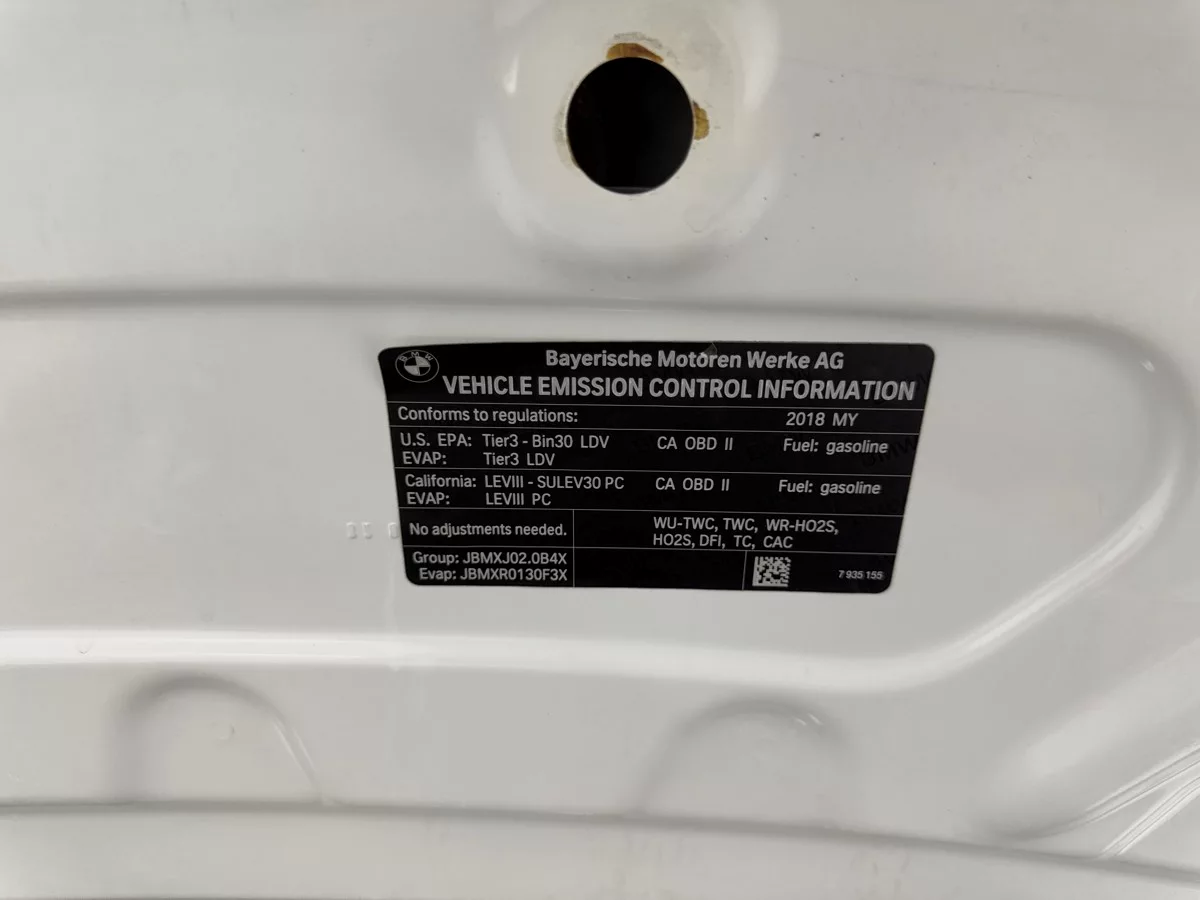 BMW
Bayerische Motoren Werke AG
VEHICLE EMISSION CONTROL INFORMATION
Conforms to regulations: 2018 MY
U.S. EPA: Tier3 - Bin30 LDV CA OBD II Fuel: gasoline
EVAP: Tier3 LDV
California: LEVIII - SULEV30 PC CA OBD II Fuel: gasoline
EVAP: LEVIII PC
No adjustments needed.
WU-TWC, TWC, WR-HO2S,
HO2S, DFI, TC, CAC
Group: JBMXJ02.0B4X
Evap: JBMXR0130F3X
7 935 155